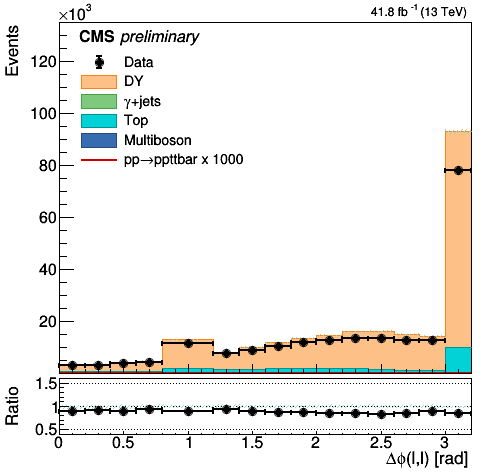 ×10³
41.8 fb⁻¹ (13 TeV)
Events
CMS preliminary
Data
DY
γ+jets
Top
Multiboson
pp→ppttbar x 1000
120
100
80
60
40
20
Ratio
1.5
1
0.5
0 0.5 1 1.5 2 2.5 3
Δϕ(l,l) [rad]